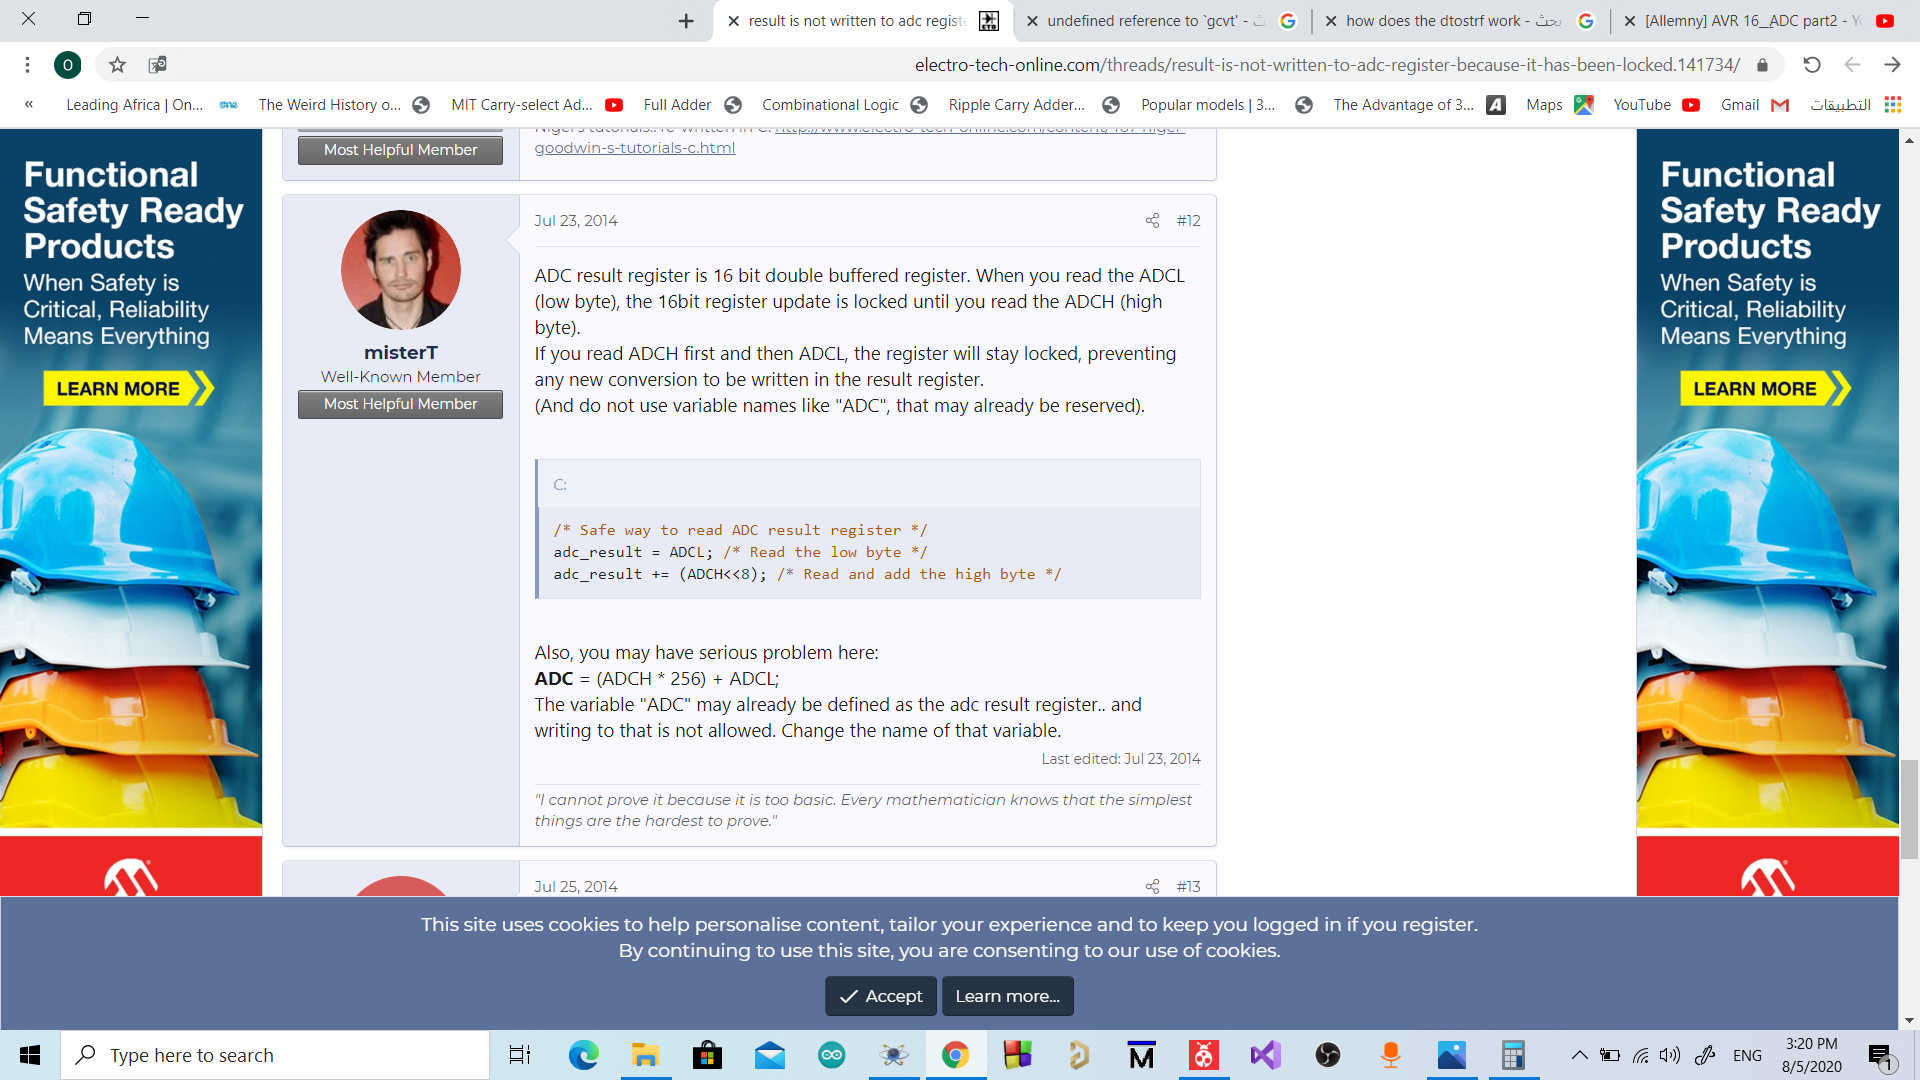 result is not written to adc registe
undefined reference to `gcvt' -
how does the dtostrf work - بحث
[Allemny] AVR 16__ADC part2 -
O
electro-tech-online.com/threads/result-is-not-written-to-adc-register-because-it-has-been-locked.141734/
« Leading Africa | On...
one
The Weird History o...
MIT Carry-select Ad...
Full Adder
Combinational Logic
Ripple Carry Adder...
Popular models | 3...
The Advantage of 3...
A
Maps
YouTube
Gmail
التطبيقات
Functional
Safety Ready
Products
When Safety is
Critical, Reliability
Means Everything
LEARN MORE
Most Helpful Member
goodwin-s-tutorials-c.html
Jul 23, 2014
#12
misterT
Well-Known Member
Most Helpful Member
ADC result register is 16 bit double buffered register. When you read the ADCL
(low byte), the 16bit register update is locked until you read the ADCH (high
byte).
If you read ADCH first and then ADCL, the register will stay locked, preventing
any new conversion to be written in the result register.
(And do not use variable names like "ADC", that may already be reserved).
C:
/* Safe way to read ADC result register */
adc_result = ADCL; /* Read the low byte */
adc_result += (ADCH<<8); /* Read and add the high byte */
Also, you may have serious problem here:
ADC = (ADCH * 256) + ADCL;
The variable "ADC" may already be defined as the adc result register.. and
writing to that is not allowed. Change the name of that variable.
Last edited: Jul 23, 2014
"I cannot prove it because it is too basic. Every mathematician knows that the simplest
things are the hardest to prove."
Jul 25, 2014
#13
Functional
Safety Ready
Products
When Safety is
Critical, Reliability
Means Everything
LEARN MORE
This site uses cookies to help personalise content, tailor your experience and to keep you logged in if you register.
By continuing to use this site, you are consenting to our use of cookies.
Accept
Learn more...
Type here to search
M
ENG
3:20 PM
8/5/2020
1